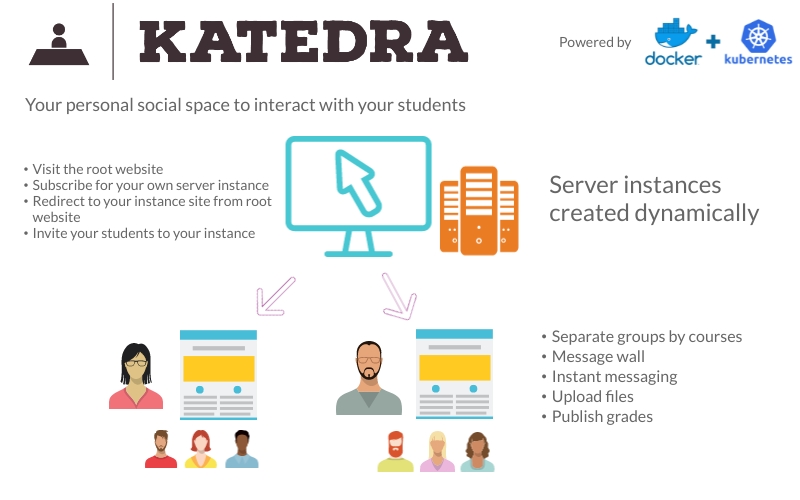 KATEDRA
Powered by
docker
kubernetes
Your personal social space to interact with your students
• Visit the root website
• Subscribe for your own server instance
• Redirect to your instance site from root
website
• Invite your students to your instance
Server instances
created dynamically
• Separate groups by courses
• Message wall
• Instant messaging
• Upload files
• Publish grades